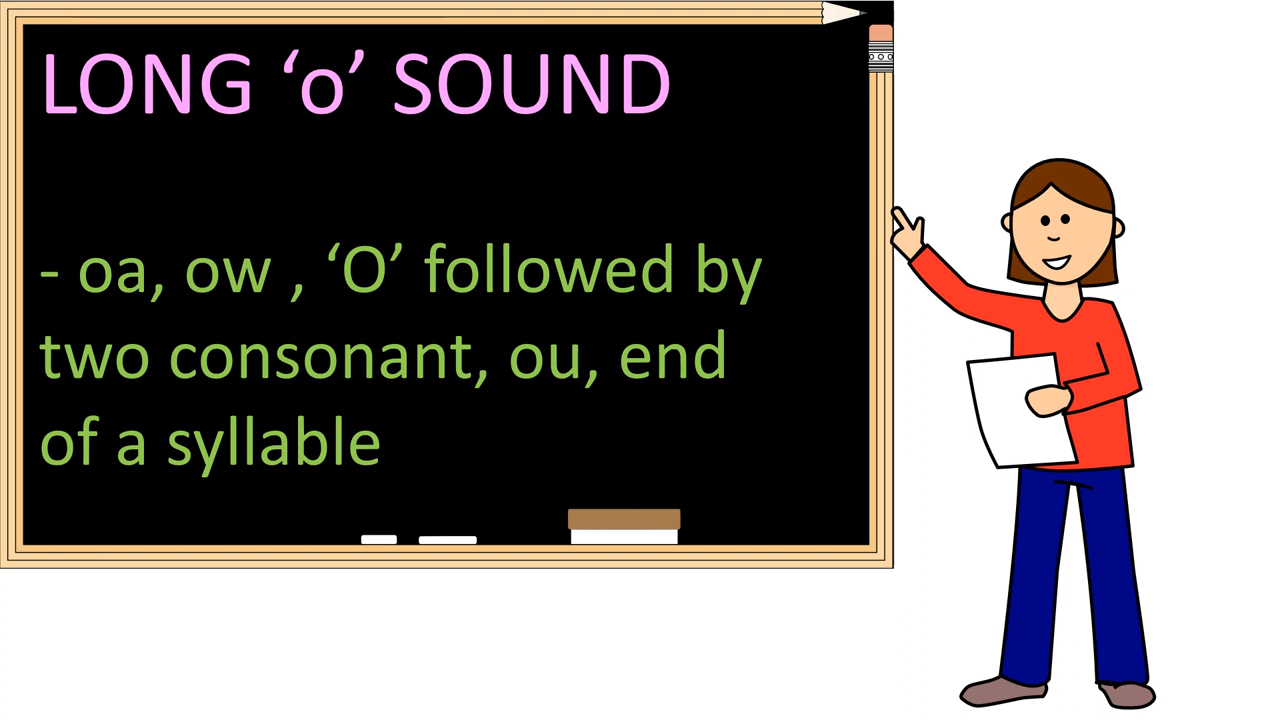 LONG ‘o’ SOUND
- oa, ow , ‘O’ followed by
two consonant, ou, end
of a syllable